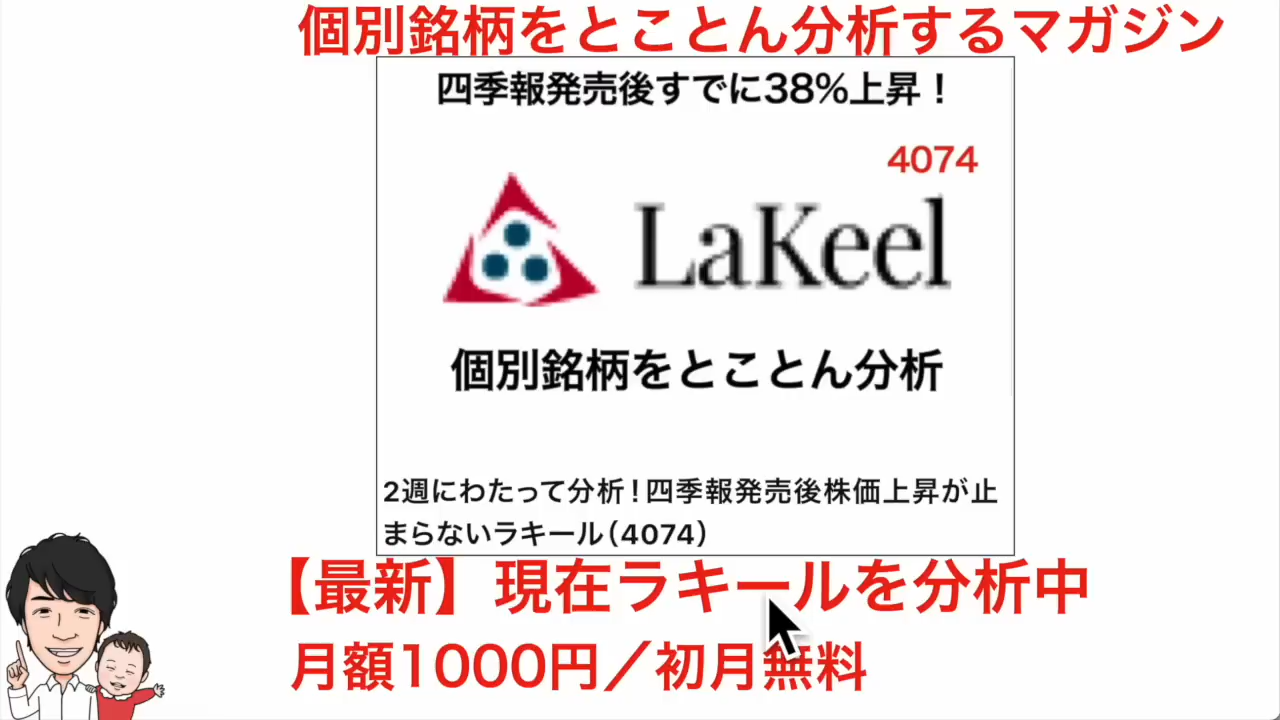 個別銘柄をとことん分析するマガジン
四季報発売後すでに38%上昇！
4074
LaKeel
個別銘柄をとことん分析
2週にわたって分析！四季報発売後株価上昇が止
まらないラキール（4074）
【最新】現在ラキールを分析中
月額1000円／初月無料